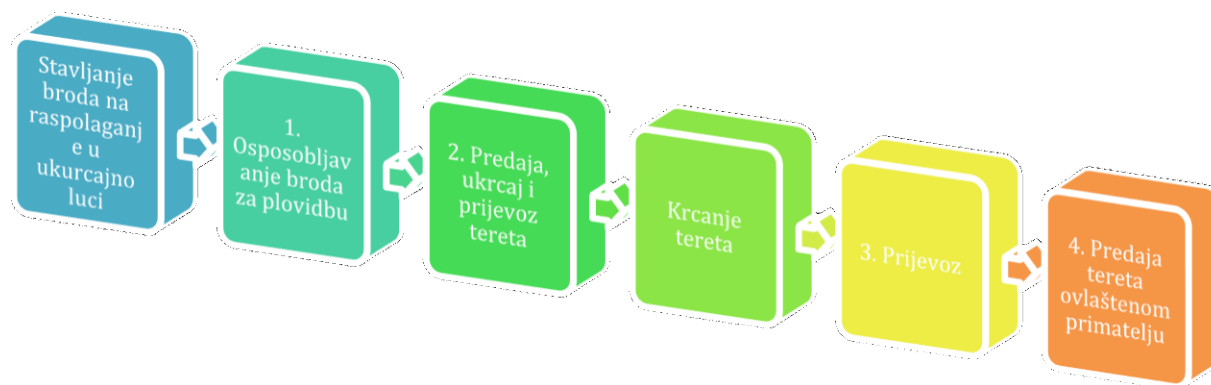 Stavljanje
broda na
raspolaganj
e u
ukurcajno
luci
1.
Osposobljav
anje broda
za plovidbu
2. Predaja,
ukrcaj i
prijevoz
tereta
Krcanje
tereta
3. Prijevoz
4. Predaja
tereta
ovlaštenom
primatelju